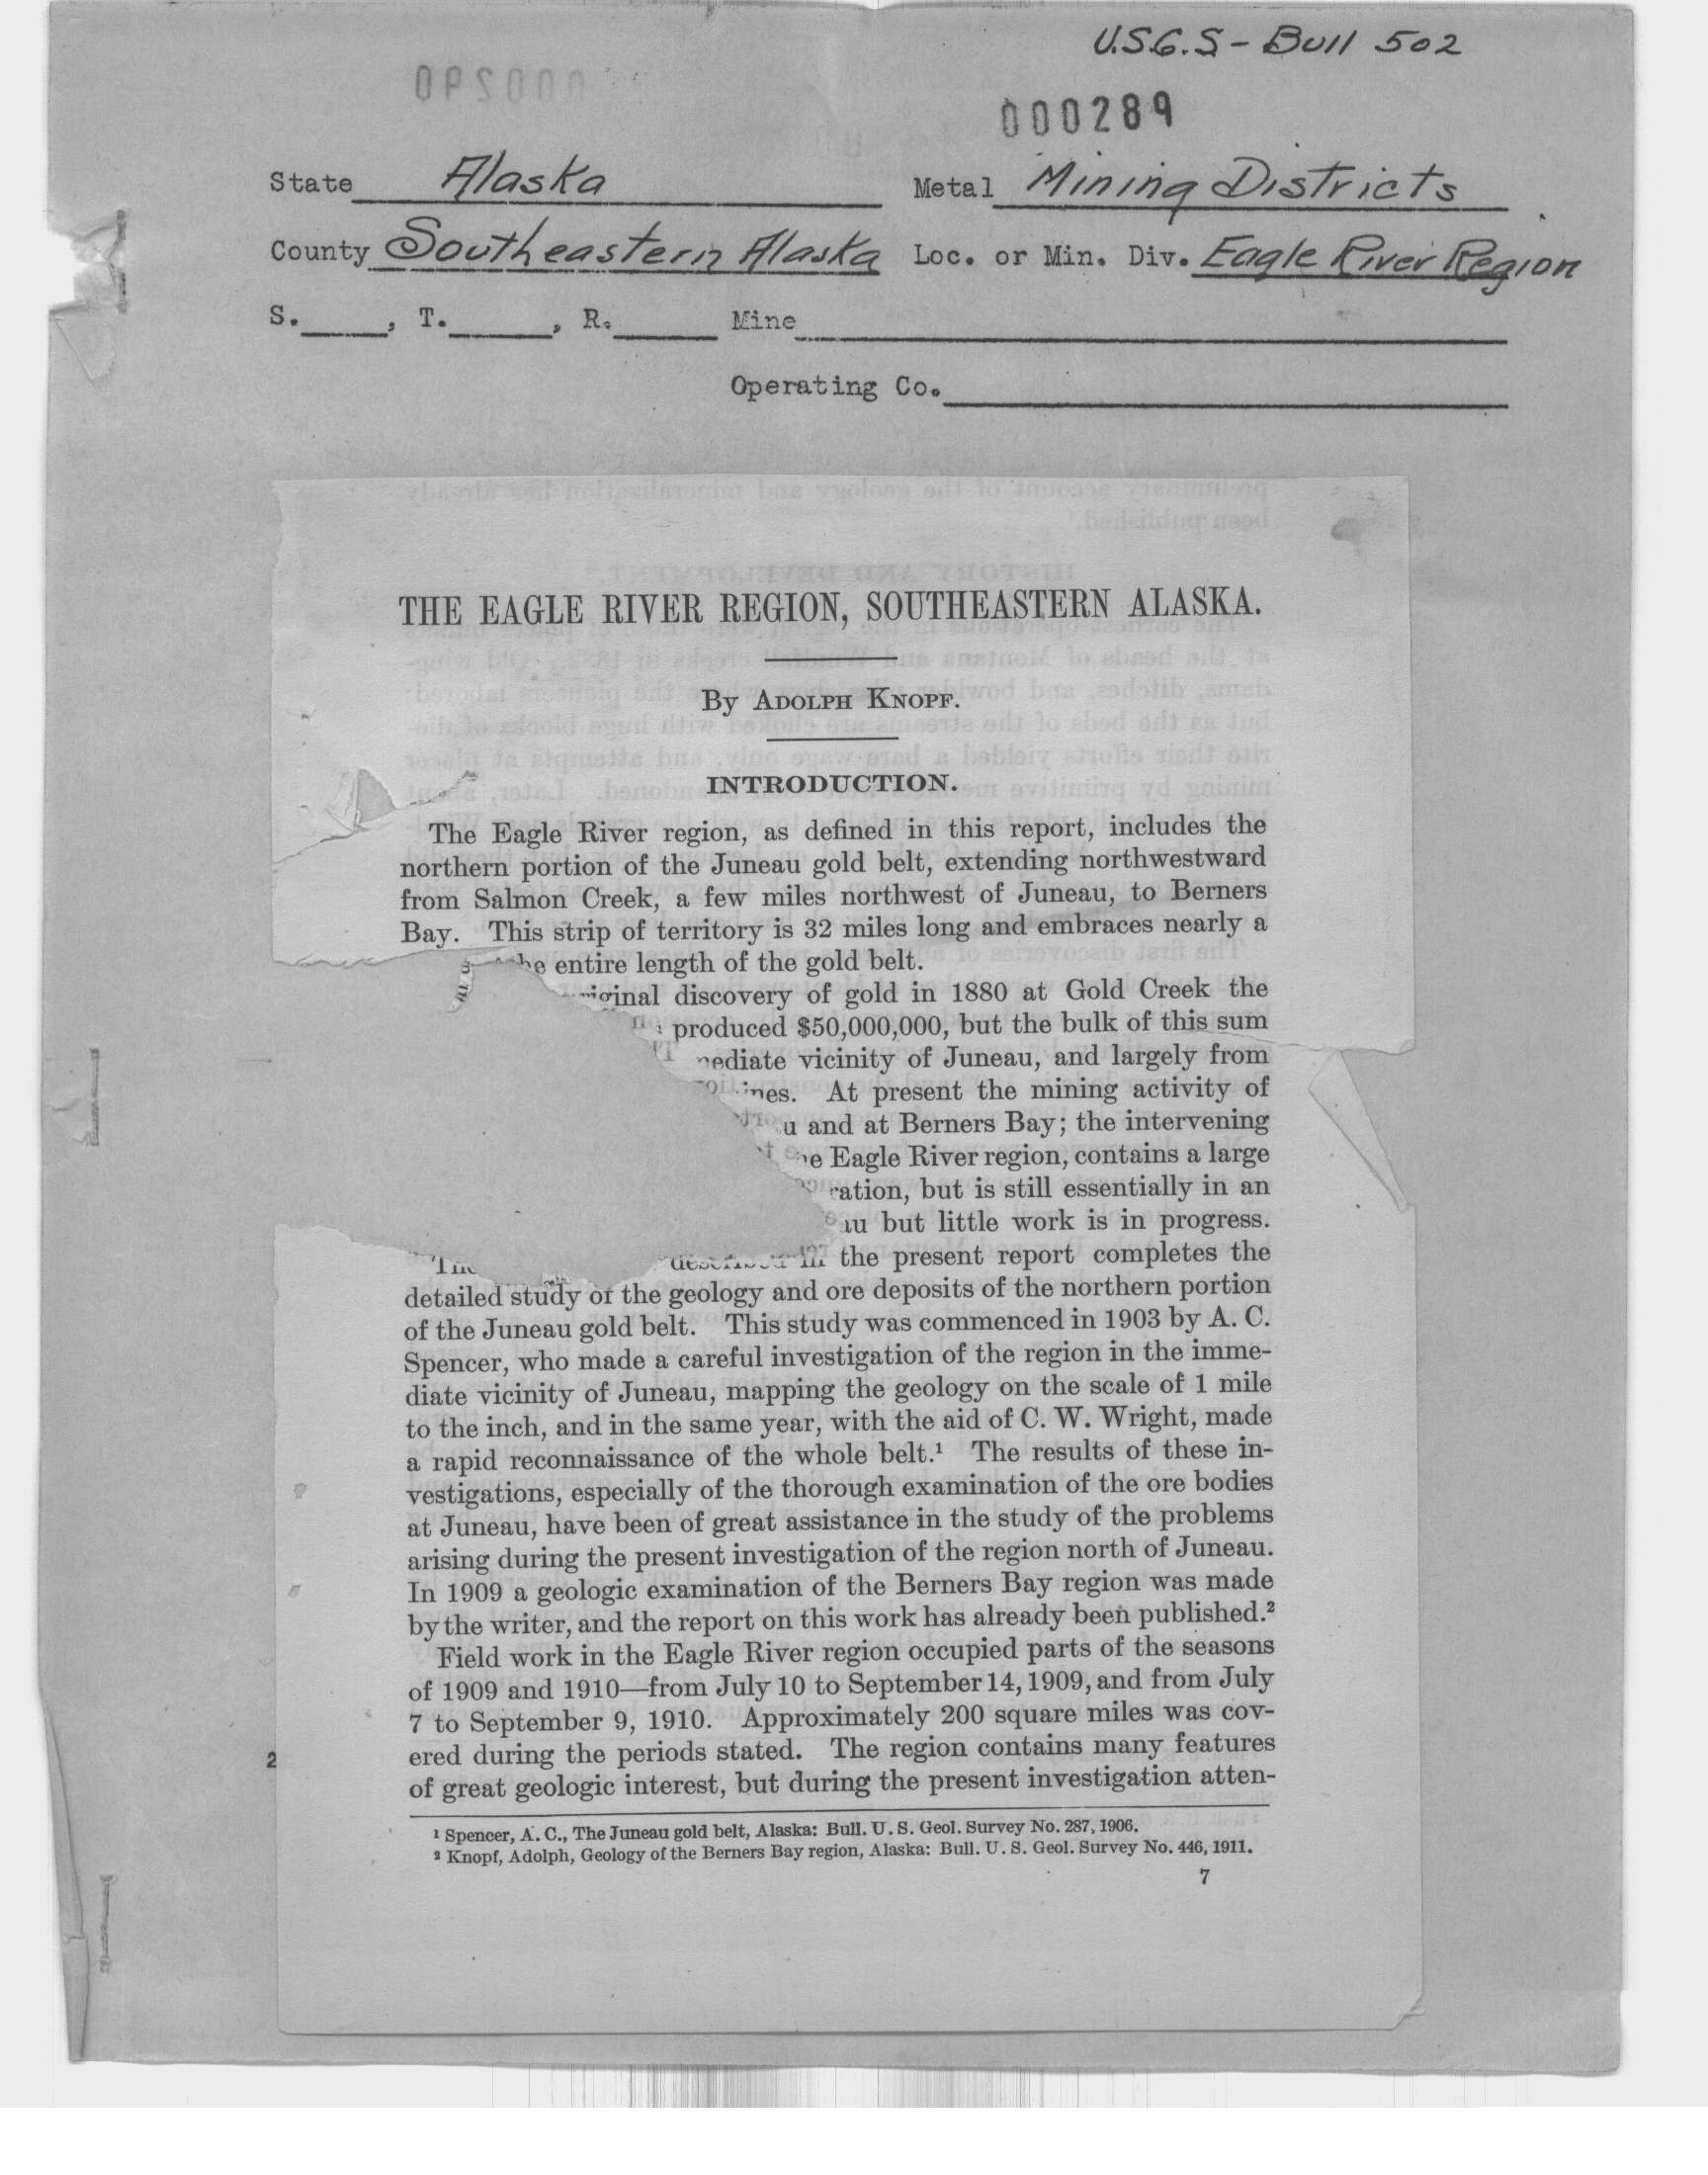 U.S.G.S - Bull 502
000290
000289
State Alaska Metal Mining Districts
County Southeastern Alaska Loc. or Min. Div. Eagle River Region
S.____, T.____, R.____ Mine
Operating Co.
THE EAGLE RIVER REGION, SOUTHEASTERN ALASKA.
By ADOLPH KNOPF.
INTRODUCTION.
The Eagle River region, as defined in this report, includes the
northern portion of the Juneau gold belt, extending northwestward
from Salmon Creek, a few miles northwest of Juneau, to Berners
Bay. This strip of territory is 32 miles long and embraces nearly a
entire length of the gold belt.
discovery of gold in 1880 at Gold Creek the
produced $50,000,000, but the bulk of this sum
vicinity of Juneau, and largely from
At present the mining activity of
and at Berners Bay; the intervening
Eagle River region, contains a large
but is still essentially in an
but little work is in progress.
the present report completes the
detailed study of the geology and ore deposits of the northern portion
of the Juneau gold belt. This study was commenced in 1903 by A. C.
Spencer, who made a careful investigation of the region in the imme-
diate vicinity of Juneau, mapping the geology on the scale of 1 mile
to the inch, and in the same year, with the aid of C. W. Wright, made
a rapid reconnaissance of the whole belt.¹ The results of these in-
vestigations, especially of the thorough examination of the ore bodies
at Juneau, have been of great assistance in the study of the problems
arising during the present investigation of the region north of Juneau.
In 1909 a geologic examination of the Berners Bay region was made
by the writer, and the report on this work has already been published.²
Field work in the Eagle River region occupied parts of the seasons
of 1909 and 1910—from July 10 to September 14, 1909, and from July
7 to September 9, 1910. Approximately 200 square miles was cov-
2
ered during the periods stated. The region contains many features
of great geologic interest, but during the present investigation atten-
¹ Spencer, A. C., The Juneau gold belt, Alaska: Bull. U. S. Geol. Survey No. 287, 1906.
² Knopf, Adolph, Geology of the Berners Bay region, Alaska: Bull. U. S. Geol. Survey No. 446, 1911.
7